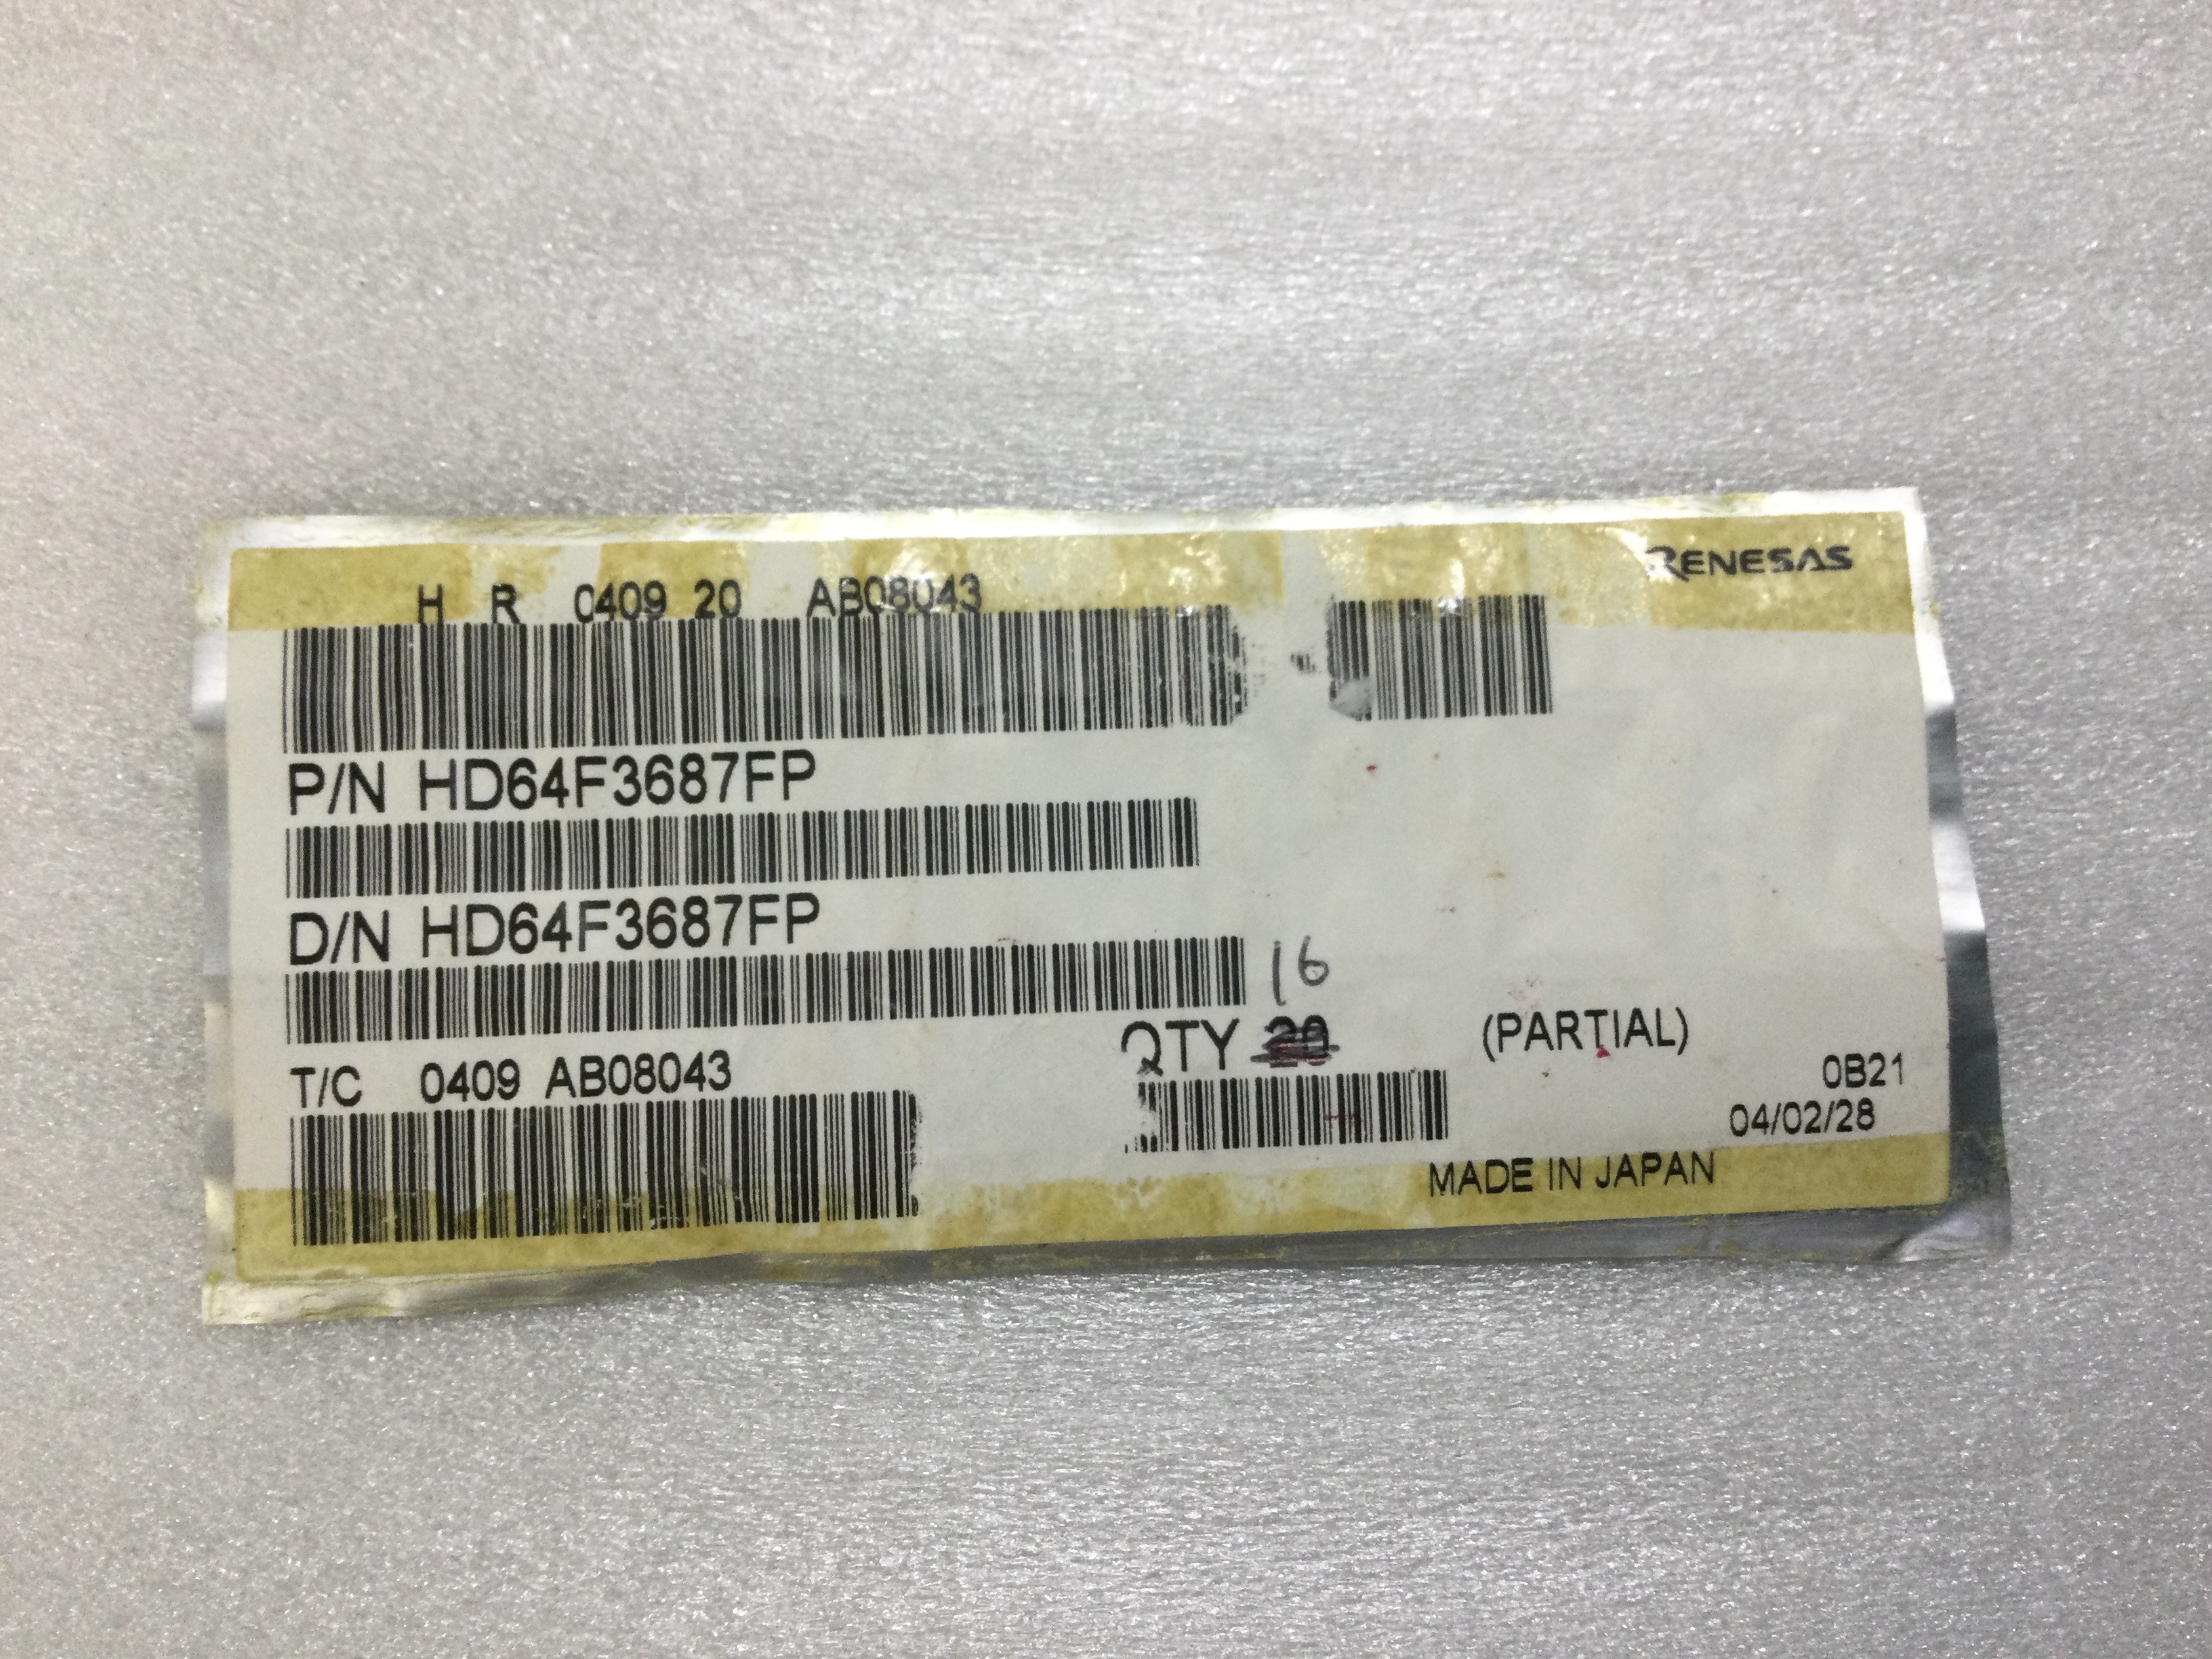 RENESAS
H R 0409 20 AB08043
P/N HD64F3687FP
D/N HD64F3687FP
16
QTY 20 (PARTIAL)
T/C 0409 AB08043
0B21
04/02/28
MADE IN JAPAN